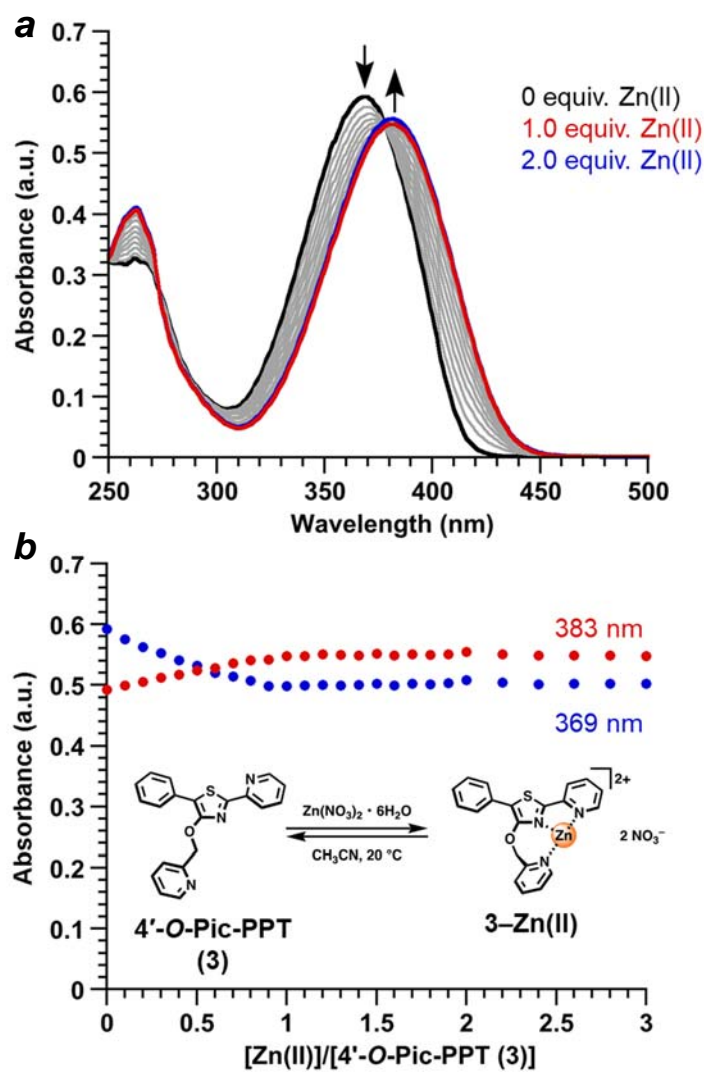 a
0.7
0.6
0.5
0.4
0.3
0.2
0.1
0
Absorbance (a.u.)
0 equiv. Zn(II)
1.0 equiv. Zn(II)
2.0 equiv. Zn(II)
250 300 350 400 450 500
Wavelength (nm)
b
0.7
0.6
0.5
0.4
0.3
0.2
0.1
0
Absorbance (a.u.)
383 nm
369 nm
S
N
N
O
N
4′-O-Pic-PPT
(3)
Zn(NO₃)₂ · 6H₂O
CH₃CN, 20 °C
S
N
N
O
Zn
N
2+
2 NO₃⁻
3–Zn(II)
0 0.5 1 1.5 2 2.5 3
[Zn(II)]/[4'-O-Pic-PPT (3)]